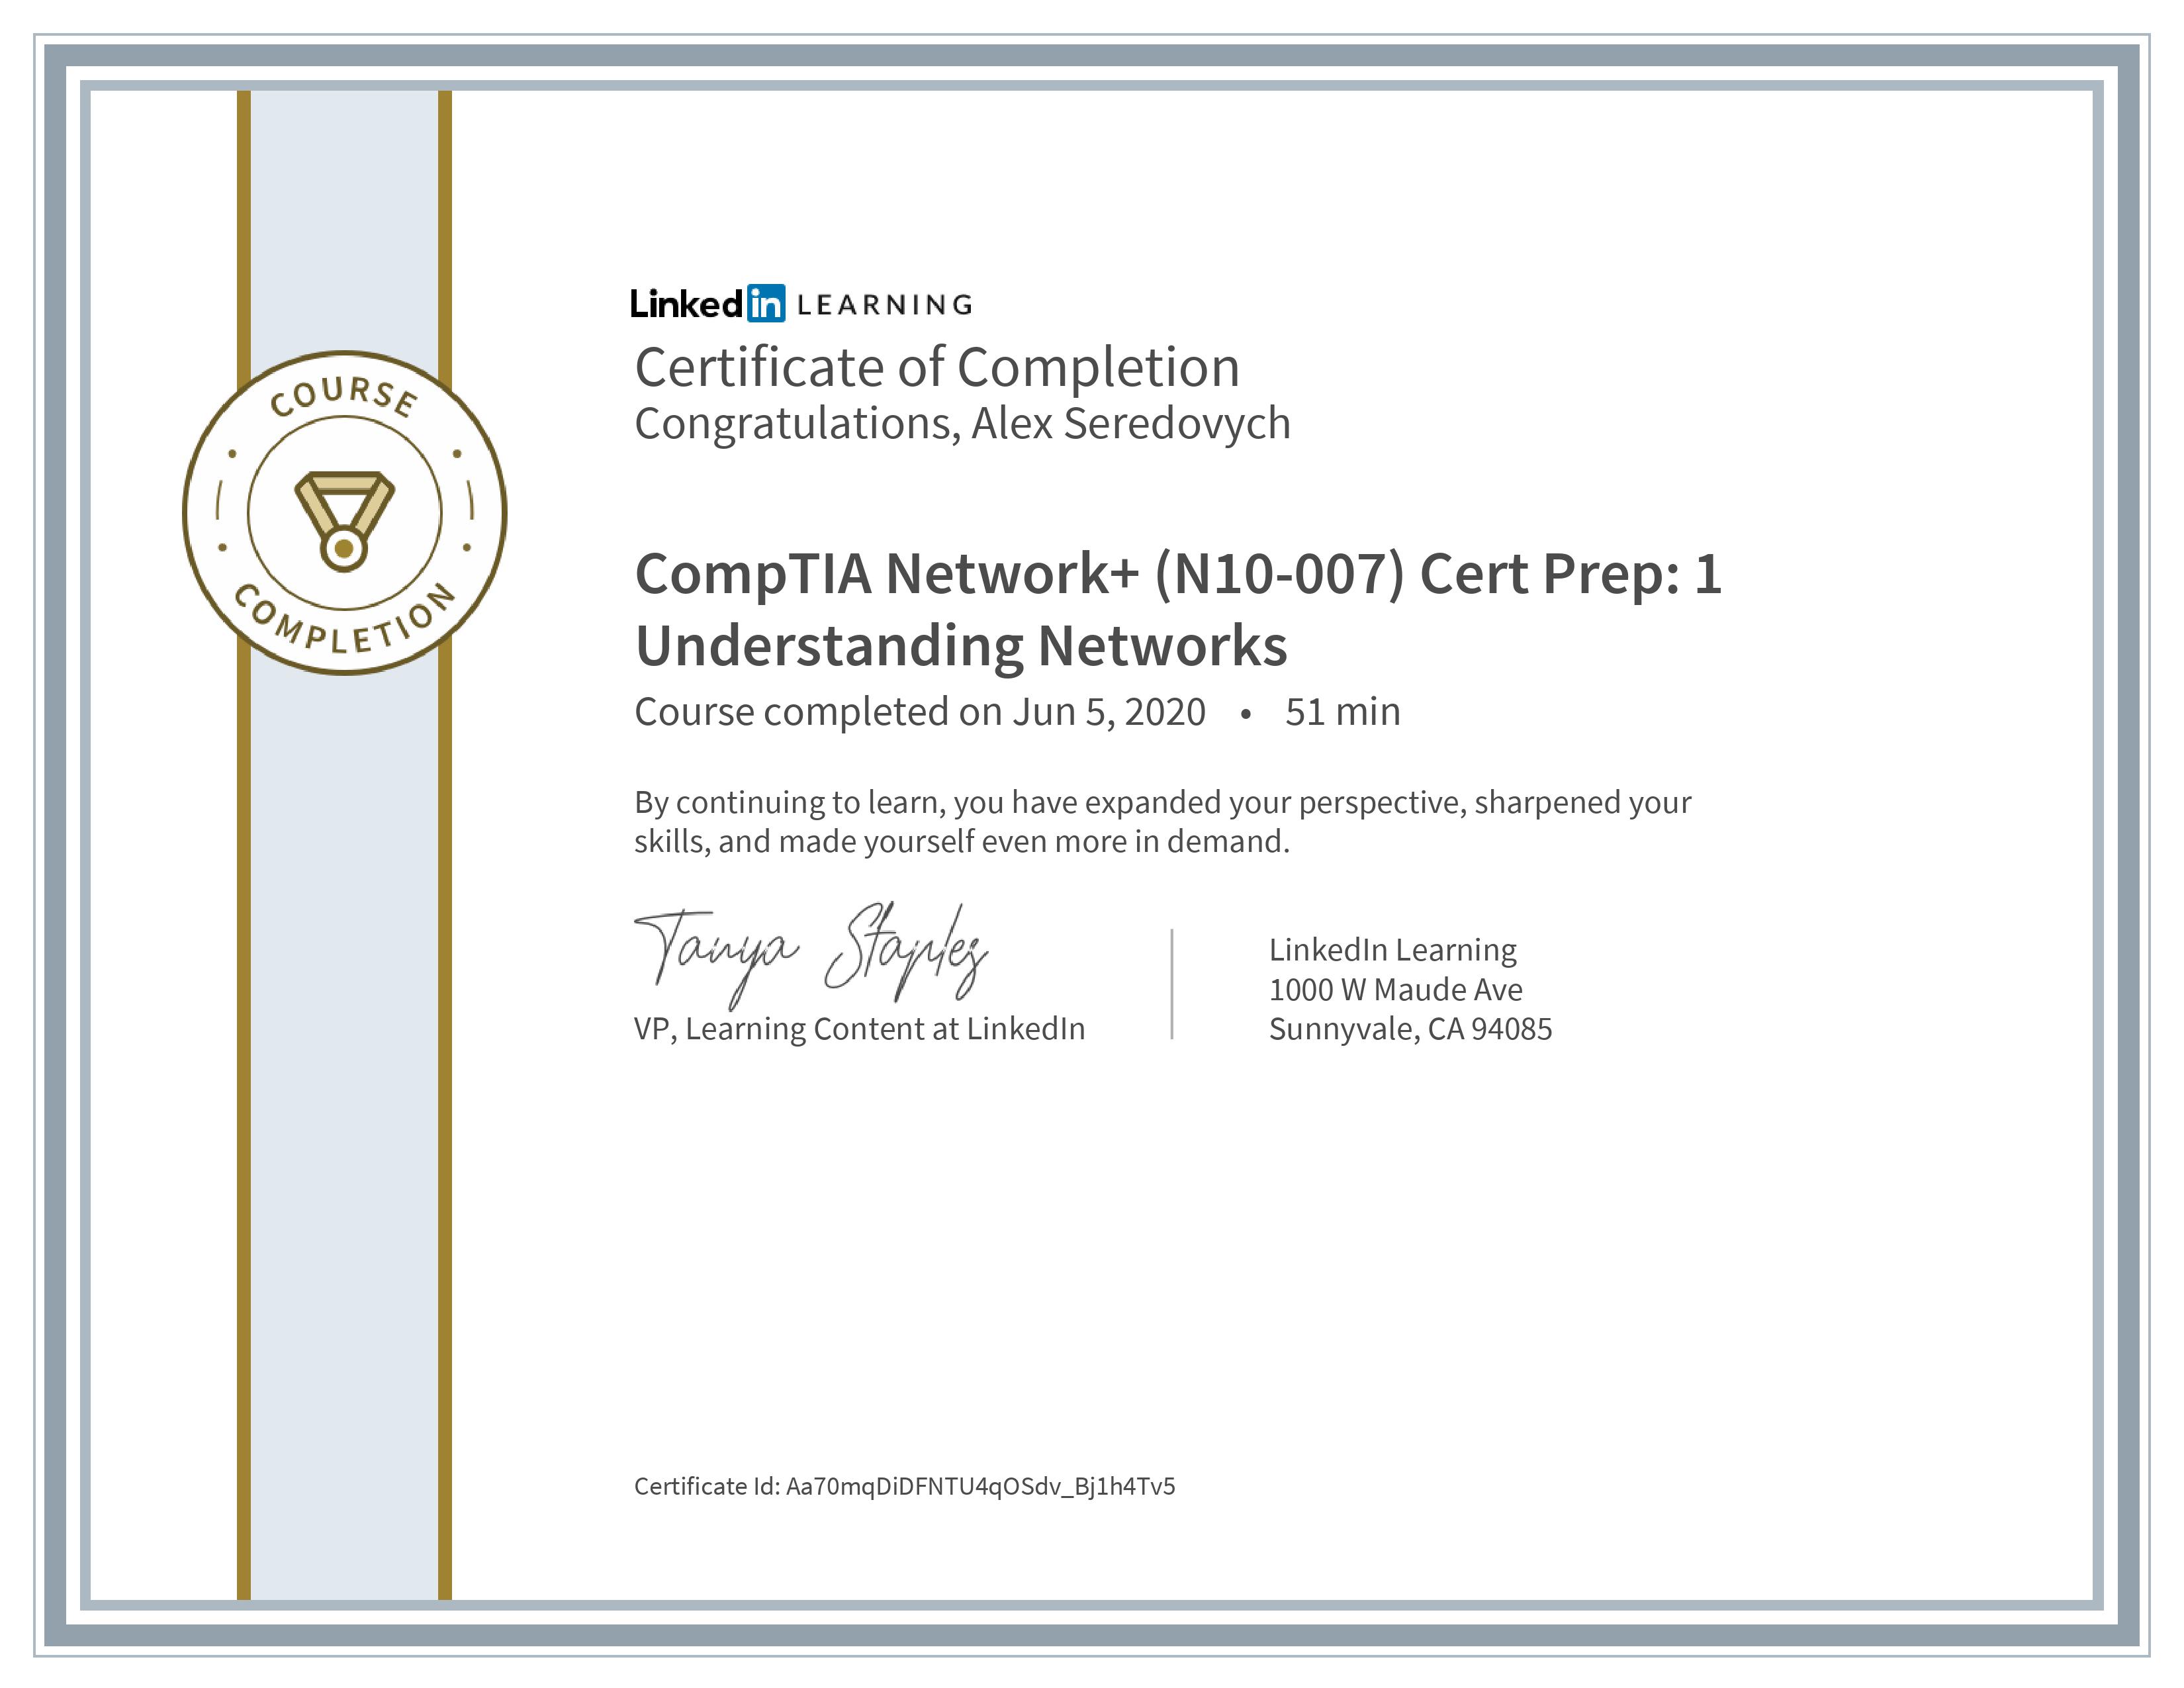 LinkedIn LEARNING
Certificate of Completion
Congratulations, Alex Seredovych
COURSE
COMPLETION
CompTIA Network+ (N10-007) Cert Prep: 1
Understanding Networks
Course completed on Jun 5, 2020 • 51 min
By continuing to learn, you have expanded your perspective, sharpened your
skills, and made yourself even more in demand.
Tanya Staples
VP, Learning Content at LinkedIn
LinkedIn Learning
1000 W Maude Ave
Sunnyvale, CA 94085
Certificate Id: Aa70mqDiDFNTU4qOSdv_Bj1h4Tv5